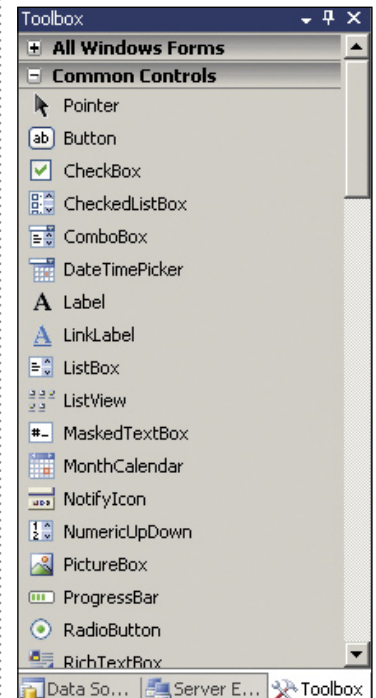 Toolbox
All Windows Forms
Common Controls
Pointer
ab Button
CheckBox
CheckedListBox
ComboBox
DateTimePicker
A Label
A LinkLabel
ListBox
ListView
#_ MaskedTextBox
MonthCalendar
NotifyIcon
NumericUpDown
PictureBox
ProgressBar
RadioButton
RichTextBox
Data So... Server E... Toolbox